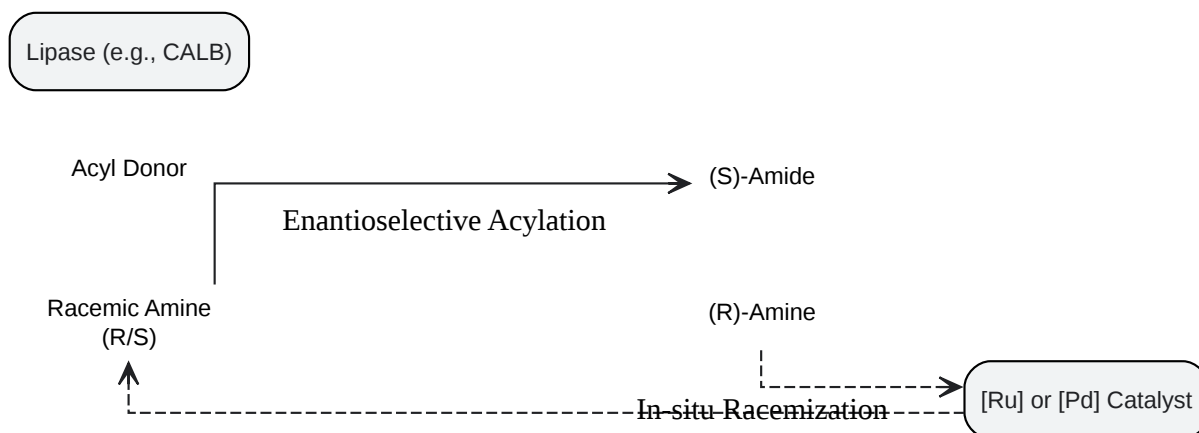 Lipase (e.g., CALB)
Acyl Donor
(S)-Amide
Enantioselective Acylation
Racemic Amine
(R/S)
(R)-Amine
[Ru] or [Pd] Catalyst
In-situ Racemization